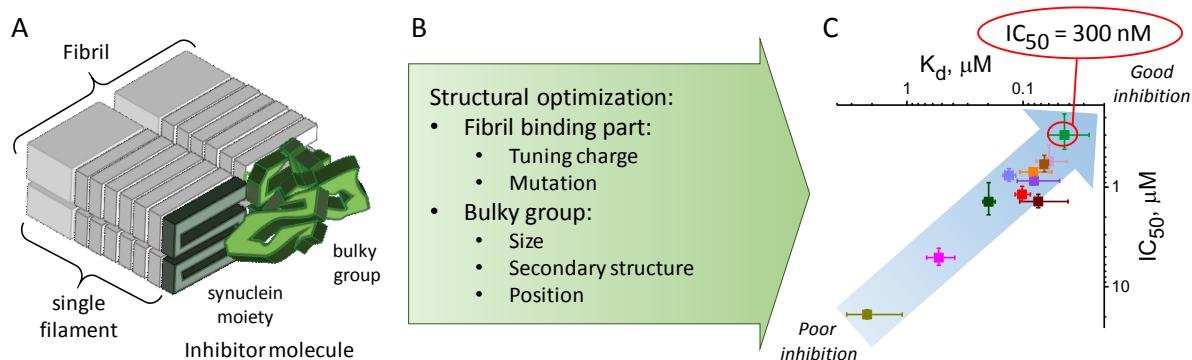 A
Fibril
single
filament
synuclein
moiety
bulky
group
Inhibitor molecule
B
Structural optimization:
• Fibril binding part:
• Tuning charge
• Mutation
• Bulky group:
• Size
• Secondary structure
• Position
C
IC50 = 300 nM
Kd, µM
1
0.1
Good
inhibition
1
10
IC50, µM
Poor
inhibition